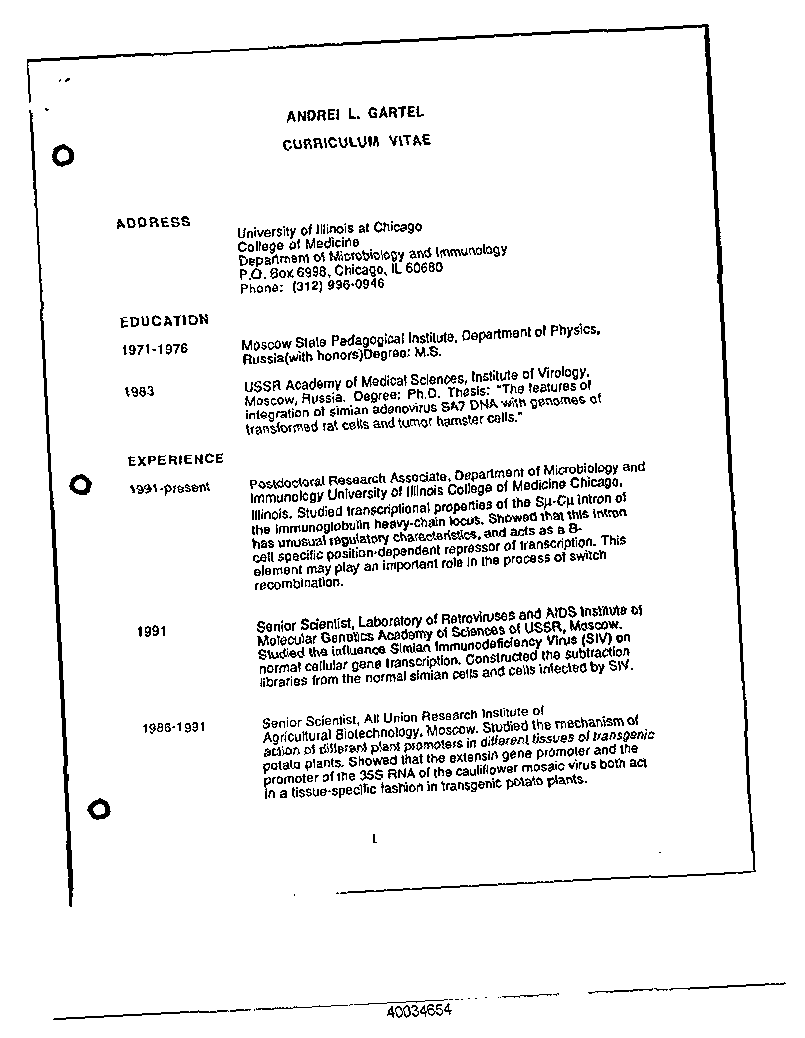 ANDREI L. GARTEL
CURRICULUM VITAE
ADDRESS
University of Illinois at Chicago
College of Medicine
Department of Microbiology and Immunology
P.O. Box 6998, Chicago, IL 60680
Phone: (312) 996-0946
EDUCATION
1971-1976
Moscow State Pedagogical Institute, Department of Physics,
Russia(with honors)Degree: M.S.
1983
USSR Academy of Medical Sciences, Institute of Virology,
Moscow, Russia. Degree: Ph.D. Thesis: "The features of
integration of simian adenovirus SA7 DNA with genomes of
transformed rat cells and tumor hamster cells."
EXPERIENCE
1991-present
Postdoctoral Research Associate, Department of Microbiology and
Immunology University of Illinois College of Medicine Chicago,
Illinois. Studied transcriptional properties of the Sµ-Cµ intron of
the immunoglobulin heavy-chain locus. Showed that this intron
has unusual regulatory characteristics, and acts as a B-
cell specific position-dependent repressor of transcription. This
element may play an important role in the process of switch
recombination.
1991
Senior Scientist, Laboratory of Retroviruses and AIDS Institute of
Molecular Genetics Academy of Sciences of USSR, Moscow.
Studied the influence Simian Immunodeficiency Virus (SIV) on
normal cellular gene transcription. Constructed the subtraction
libraries from the normal simian cells and cells infected by SIV.
1986-1991
Senior Scientist, All Union Research Institute of
Agricultural Biotechnology, Moscow. Studied the mechanism of
action of different plant promoters in different tissues of transgenic
potato plants. Showed that the extensin gene promoter and the
promoter of the 35S RNA of the cauliflower mosaic virus both act
in a tissue-specific fashion in transgenic potato plants.
1
40034654